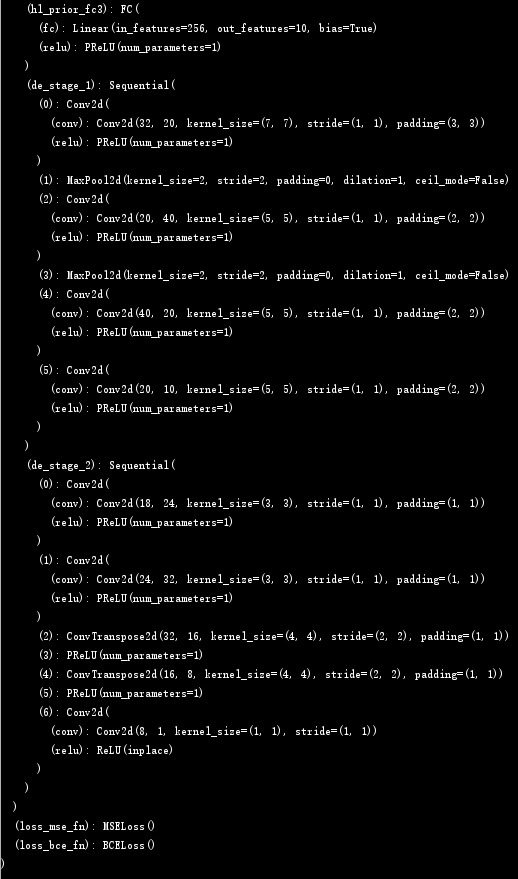 (hl_prior_fc3): FC(
(fc): Linear(in_features=256, out_features=10, bias=True)
(relu): PReLU(num_parameters=1)
)
(de_stage_1): Sequential(
(0): Conv2d(
(conv): Conv2d(32, 20, kernel_size=(7, 7), stride=(1, 1), padding=(3, 3))
(relu): PReLU(num_parameters=1)
)
(1): MaxPool2d(kernel_size=2, stride=2, padding=0, dilation=1, ceil_mode=False)
(2): Conv2d(
(conv): Conv2d(20, 40, kernel_size=(5, 5), stride=(1, 1), padding=(2, 2))
(relu): PReLU(num_parameters=1)
)
(3): MaxPool2d(kernel_size=2, stride=2, padding=0, dilation=1, ceil_mode=False)
(4): Conv2d(
(conv): Conv2d(40, 20, kernel_size=(5, 5), stride=(1, 1), padding=(2, 2))
(relu): PReLU(num_parameters=1)
)
(5): Conv2d(
(conv): Conv2d(20, 10, kernel_size=(5, 5), stride=(1, 1), padding=(2, 2))
(relu): PReLU(num_parameters=1)
)
)
(de_stage_2): Sequential(
(0): Conv2d(
(conv): Conv2d(18, 24, kernel_size=(3, 3), stride=(1, 1), padding=(1, 1))
(relu): PReLU(num_parameters=1)
)
(1): Conv2d(
(conv): Conv2d(24, 32, kernel_size=(3, 3), stride=(1, 1), padding=(1, 1))
(relu): PReLU(num_parameters=1)
)
(2): ConvTranspose2d(32, 16, kernel_size=(4, 4), stride=(2, 2), padding=(1, 1))
(3): PReLU(num_parameters=1)
(4): ConvTranspose2d(16, 8, kernel_size=(4, 4), stride=(2, 2), padding=(1, 1))
(5): PReLU(num_parameters=1)
(6): Conv2d(
(conv): Conv2d(8, 1, kernel_size=(1, 1), stride=(1, 1))
(relu): ReLU(inplace)
)
)
)
(loss_mse_fn): MSELoss()
(loss_bce_fn): BCELoss()
)